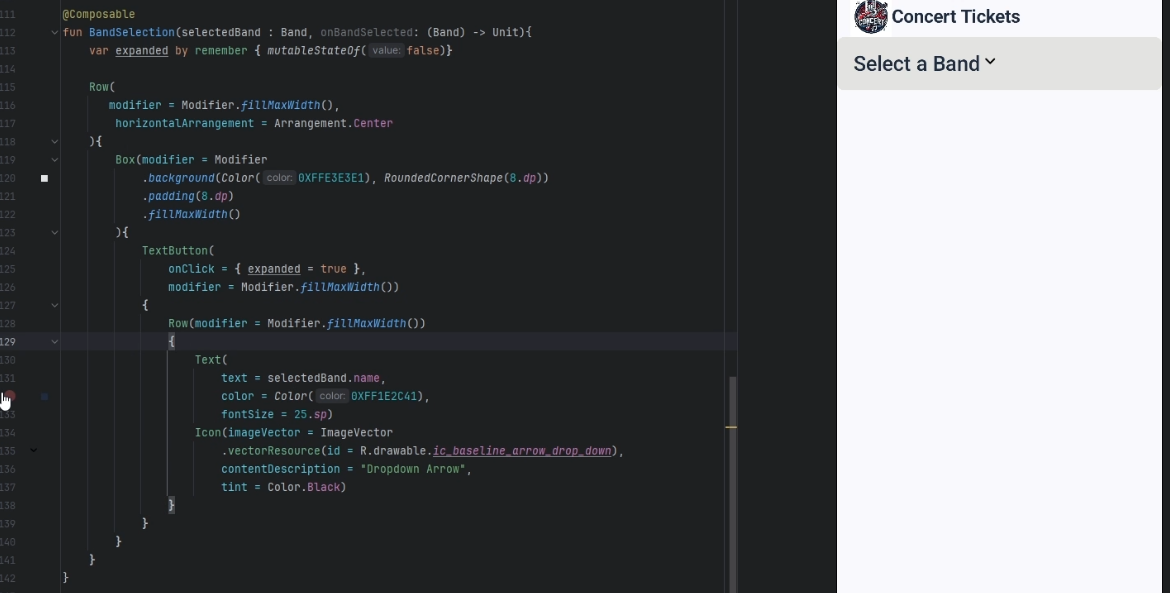 111 @Composable
112 fun BandSelection(selectedBand : Band, onBandSelected: (Band) -> Unit){
113 var expanded by remember { mutableStateOf( value: false)}
114
115 Row(
116 modifier = Modifier.fillMaxWidth(),
117 horizontalArrangement = Arrangement.Center
118 ){
119 Box(modifier = Modifier
120 .background(Color( color: 0XFFE3E3E1), RoundedCornerShape(8.dp))
121 .padding(8.dp)
122 .fillMaxWidth()
123 ){
124 TextButton(
125 onClick = { expanded = true },
126 modifier = Modifier.fillMaxWidth())
127 {
128 Row(modifier = Modifier.fillMaxWidth())
129 {
130 Text(
131 text = selectedBand.name,
color = Color( color: 0XFF1E2C41),
133 fontSize = 25.sp)
134 Icon(imageVector = ImageVector
135 .vectorResource(id = R.drawable.ic_baseline_arrow_drop_down),
136 contentDescription = "Dropdown Arrow",
137 tint = Color.Black)
138 }
139 }
140 }
141 }
142 }
CONCERT
Concert Tickets
Select a Band